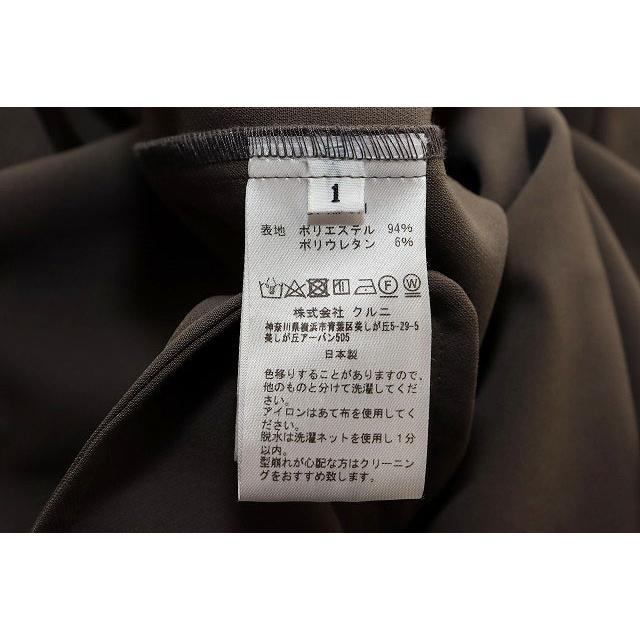 1
表地 ポリエステル 94%
ポリウレタン 6%
F W
株式会社 クルニ
神奈川県横浜市青葉区美しが丘5-29-5
美しが丘アーバン505
日本製
色移りすることがありますので、
他のものと分けて洗濯してくだ
さい。
アイロンはあて布を使用してく
ださい。
脱水は洗濯ネットを使用し1分
以内。
型崩れが心配な方はクリーニン
グをおすすめ致します。